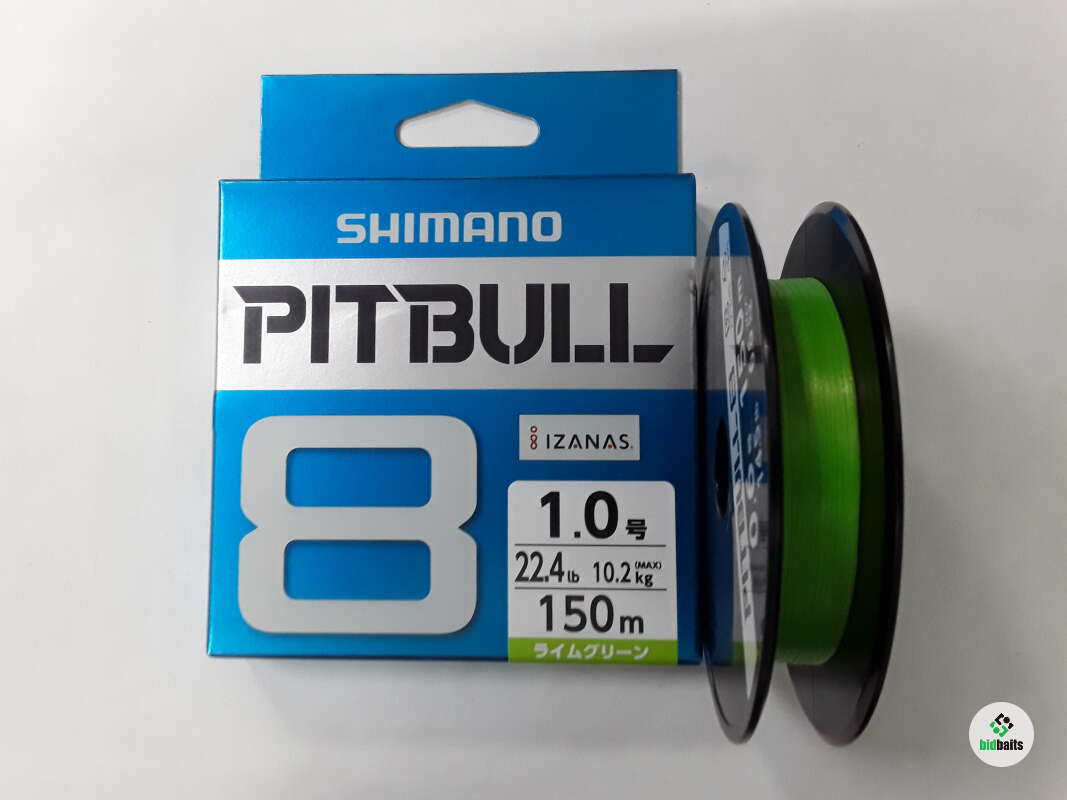 SHIMANO
PITBULL
8
IZANAS
1.0号
22.4lb 10.2kg (MAX)
150m
ライムグリーン
bidbaits